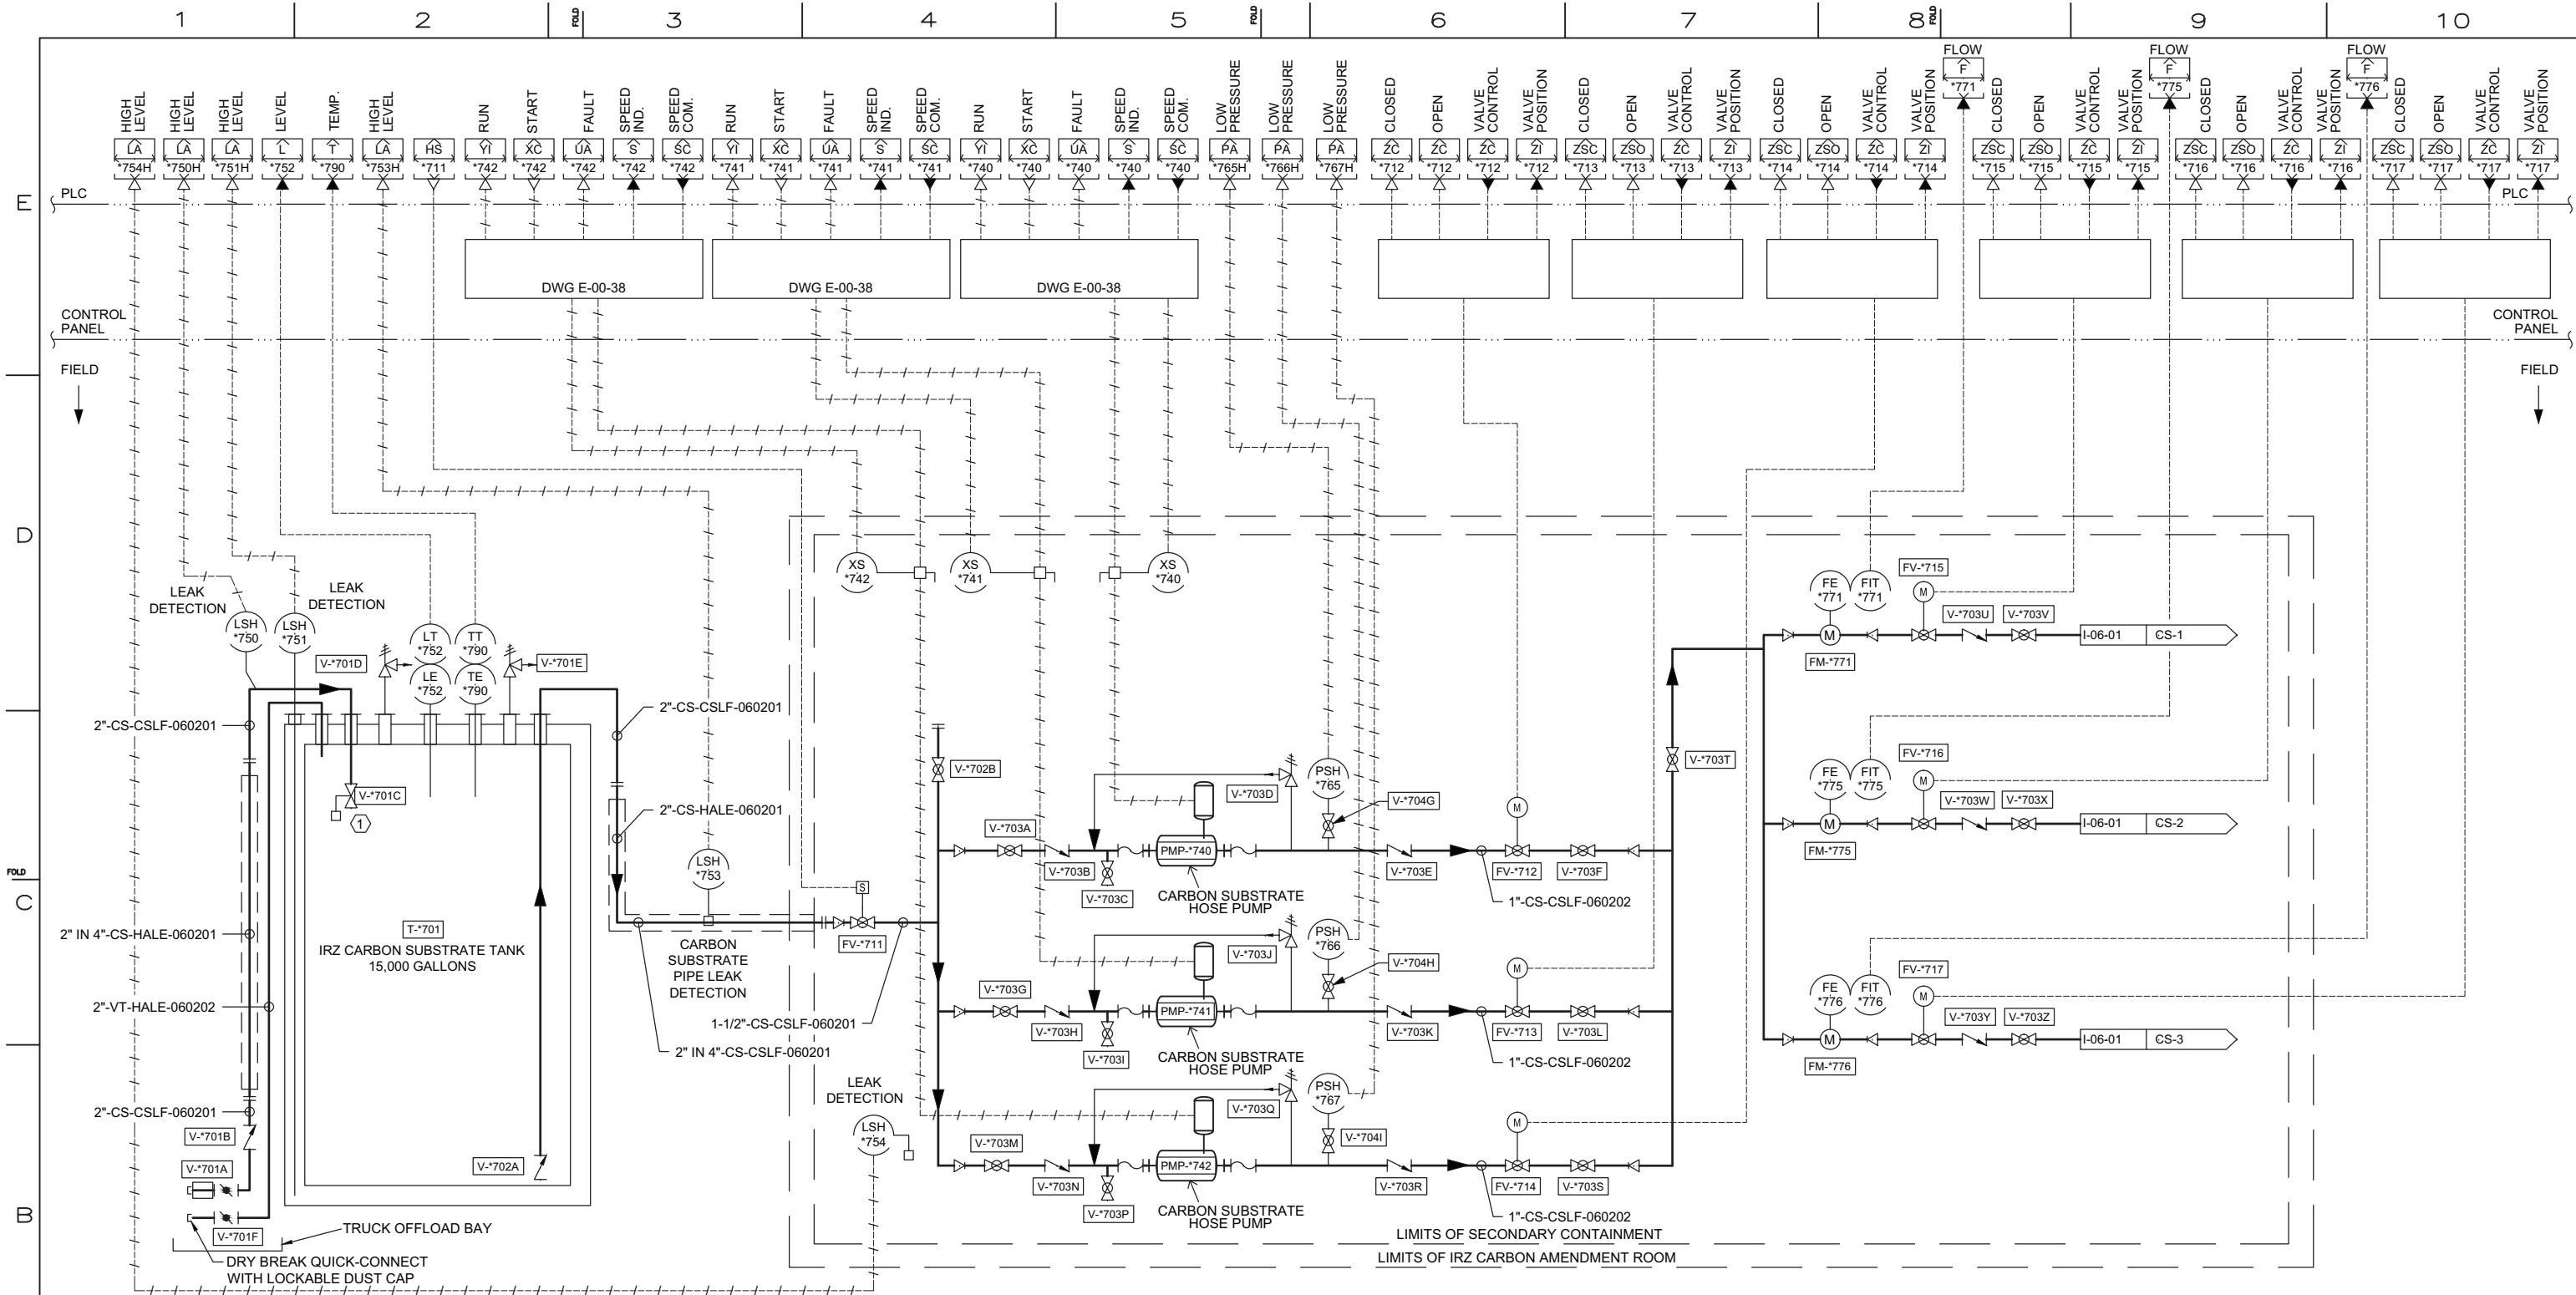 1 2 FOLD 3 4 5 FOLD 6 7 8 FOLD 9 10
FLOW F *771
FLOW F *775
FLOW F *776
HIGH LEVEL LA *754H
HIGH LEVEL LA *750H
HIGH LEVEL LA *751H
LEVEL L *752
TEMP. T *790
HIGH LEVEL LA *753H
HS *711
RUN YI *742
START XC *742
FAULT UA *742
SPEED IND. S *742
SPEED COM. SC *742
RUN YI *741
START XC *741
FAULT UA *741
SPEED IND. S *741
SPEED COM. SC *741
RUN YI *740
START XC *740
FAULT UA *740
SPEED IND. S *740
SPEED COM. SC *740
LOW PRESSURE PA *765H
LOW PRESSURE PA *766H
LOW PRESSURE PA *767H
CLOSED ZC *712
OPEN ZC *712
VALVE CONTROL ZC *712
VALVE POSITION ZI *712
CLOSED ZSC *713
OPEN ZSO *713
VALVE CONTROL ZC *713
VALVE POSITION ZI *713
CLOSED ZSC *714
OPEN ZSO *714
VALVE CONTROL ZC *714
VALVE POSITION ZI *714
CLOSED ZSC *715
OPEN ZSO *715
VALVE CONTROL ZC *715
VALVE POSITION ZI *715
CLOSED ZSC *716
OPEN ZSO *716
VALVE CONTROL ZC *716
VALVE POSITION ZI *716
CLOSED ZSC *717
OPEN ZSO *717
VALVE CONTROL ZC *717
VALVE POSITION ZI *717
E
PLC
PLC
DWG E-00-38
DWG E-00-38
DWG E-00-38
CONTROL
PANEL
CONTROL
PANEL
FIELD
FIELD
D
LEAK
DETECTION
LEAK
DETECTION
LSH
*750
LSH
*751
V-*701D
LT
*752
LE
*752
TT
*790
TE
*790
V-*701E
XS
*742
XS
*741
XS
*740
FE
*771
FIT
*771
FV-*715
M
V-*703U
V-*703V
M
I-06-01 CS-1
FM-*771
2"-CS-CSLF-060201
V-*701C
1
2"-CS-CSLF-060201
2"-CS-HALE-060201
LSH
*753
V-*702B
V-*703D
PSH
*765
V-*704G
M
V-*703T
FE
*775
FIT
*775
FV-*716
M
V-*703W
V-*703X
M
I-06-01 CS-2
FM-*775
V-*703A
V-*703B
V-*703C
PMP-*740
CARBON SUBSTRATE
HOSE PUMP
V-*703E
FV-*712
V-*703F
1"-CS-CSLF-060202
FOLD
C
2" IN 4"-CS-HALE-060201
2"-VT-HALE-060202
T-*701
IRZ CARBON SUBSTRATE TANK
15,000 GALLONS
CARBON
SUBSTRATE
PIPE LEAK
DETECTION
S
FV-*711
1-1/2"-CS-CSLF-060201
2" IN 4"-CS-CSLF-060201
V-*703G
V-*703H
V-*703I
V-*703J
PMP-*741
CARBON SUBSTRATE
HOSE PUMP
PSH
*766
V-*704H
M
V-*703K
FV-*713
V-*703L
1"-CS-CSLF-060202
FE
*776
FIT
*776
FV-*717
M
V-*703Y
V-*703Z
M
I-06-01 CS-3
FM-*776
2"-CS-CSLF-060201
V-*701B
V-*701A
V-*701F
V-*702A
LEAK
DETECTION
LSH
*754
V-*703M
V-*703N
V-*703P
V-*703Q
PMP-*742
CARBON SUBSTRATE
HOSE PUMP
PSH
*767
V-*704I
M
V-*703R
FV-*714
V-*703S
1"-CS-CSLF-060202
B
TRUCK OFFLOAD BAY
DRY BREAK QUICK-CONNECT
WITH LOCKABLE DUST CAP
LIMITS OF SECONDARY CONTAINMENT
LIMITS OF IRZ CARBON AMENDMENT ROOM